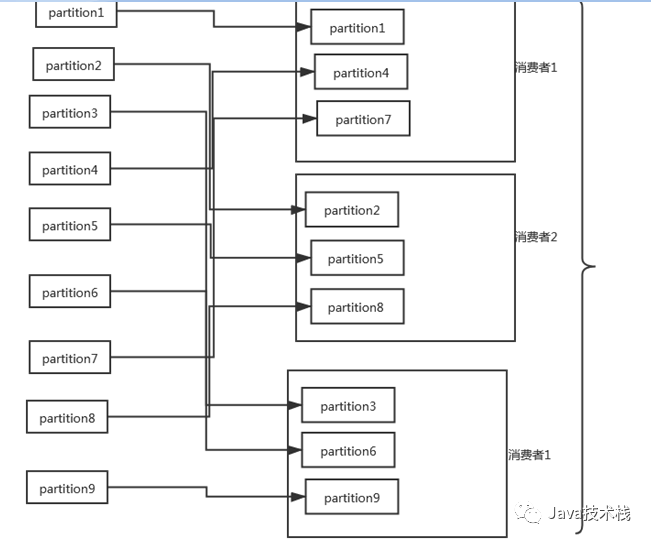 partition1
partition2
partition3
partition4
partition5
partition6
partition7
partition8
partition9
partition1
partition4
partition7
消费者1
partition2
partition5
partition8
消费者2
partition3
partition6
partition9
消费者1
Java技术栈